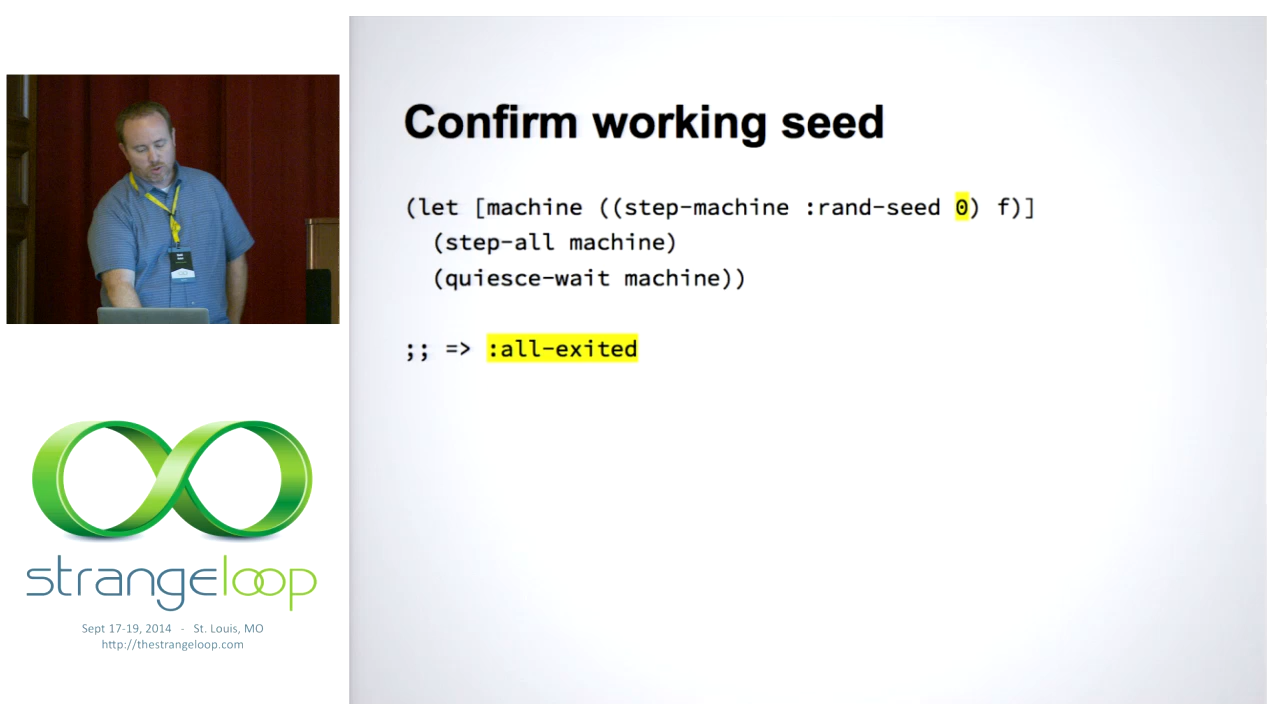 Confirm working seed
(let [machine ((step-machine :rand-seed 0) f)]
(step-all machine)
(quiesce-wait machine))
;; => :all-exited
strangeloop
Sept 17-19, 2014 - St. Louis, MO
http://thestrangeloop.com